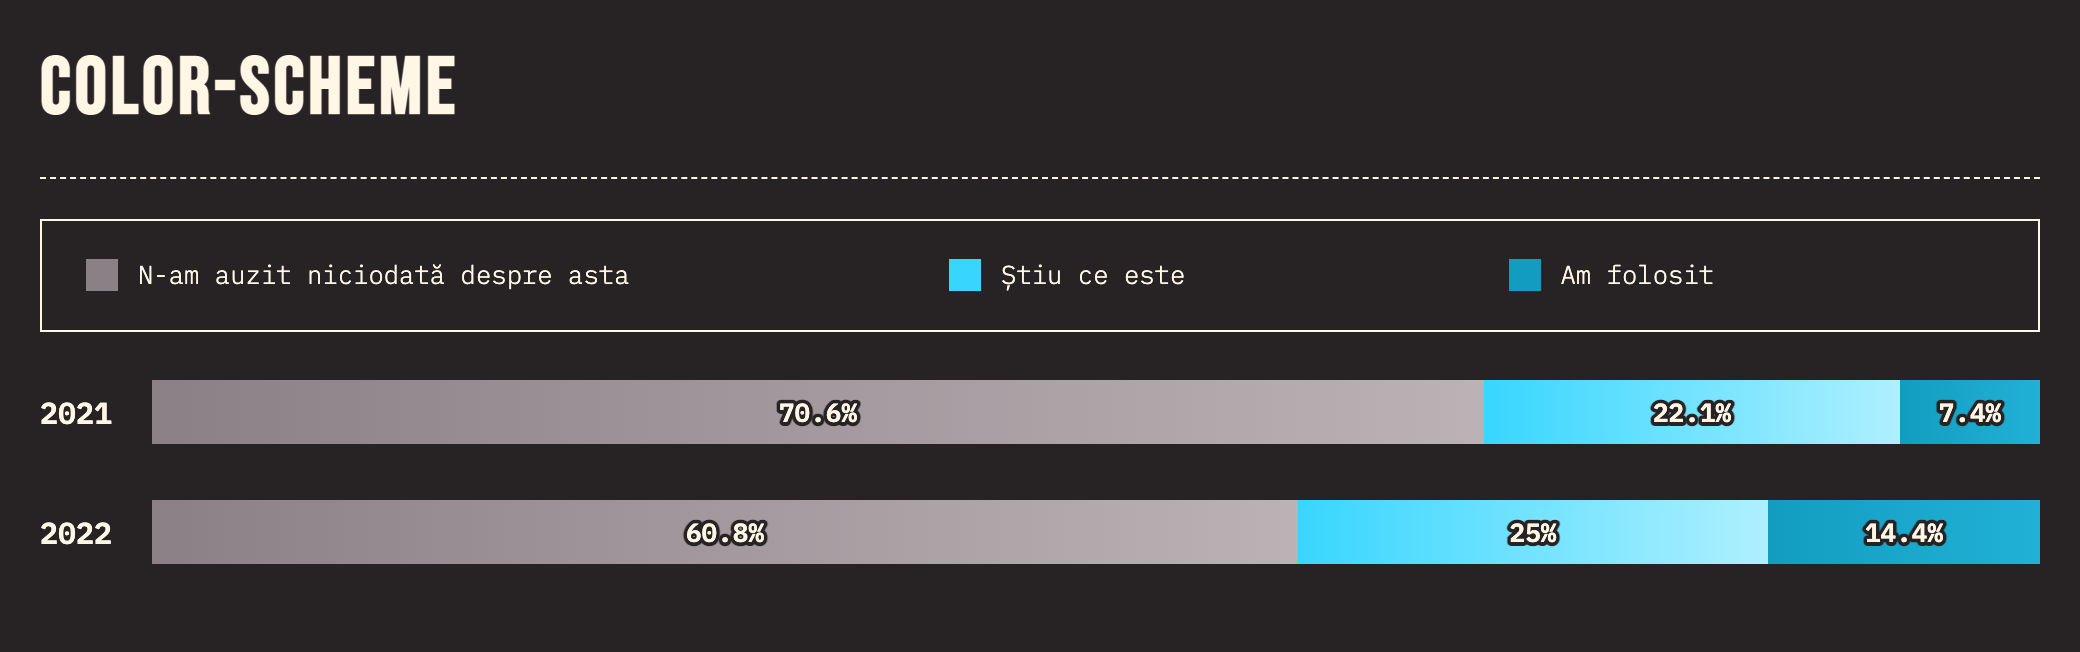 COLOR-SCHEME
N-am auzit niciodată despre asta
Știu ce este
Am folosit
2021 70.6% 22.1% 7.4%
2022 60.8% 25% 14.4%